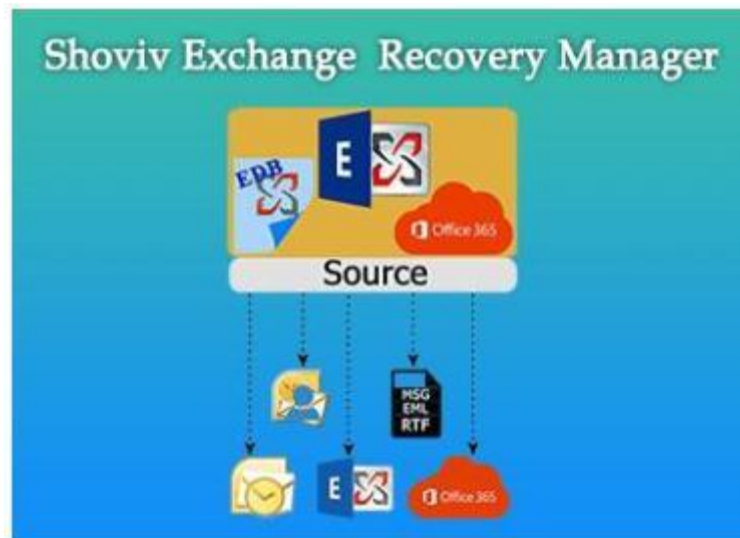 Shoviv Exchange Recovery Manager
EDB
E
Office 365
Source
MSG
EML
RTF
E
Office 365